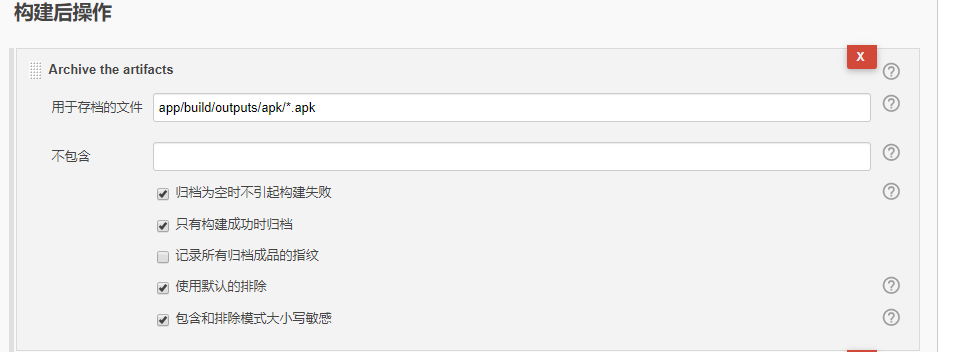 构建后操作
X
Archive the artifacts
用于存档的文件 app/build/outputs/apk/*.apk
不包含
归档为空时不引起构建失败
只有构建成功时归档
记录所有归档成品的指纹
使用默认的排除
包含和排除模式大小写敏感